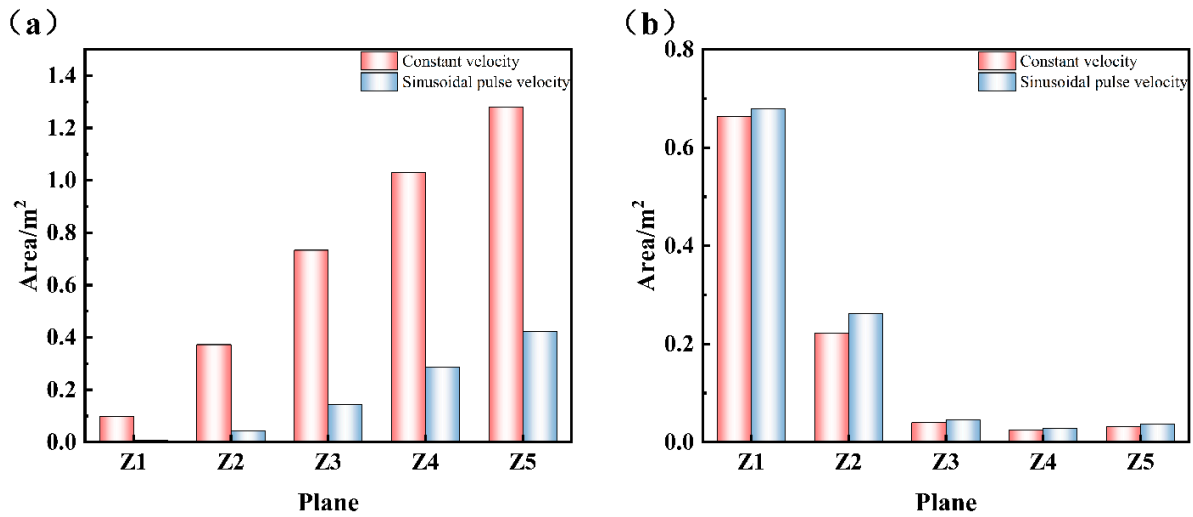 (a)
Constant velocity
Sinusoidal pulse velocity
1.4
1.2
1.0
0.8
0.6
0.4
0.2
0.0
Area/m²
Z1 Z2 Z3 Z4 Z5
Plane
(b)
Constant velocity
Sinusoidal pulse velocity
0.8
0.6
0.4
0.2
0.0
Area/m²
Z1 Z2 Z3 Z4 Z5
Plane